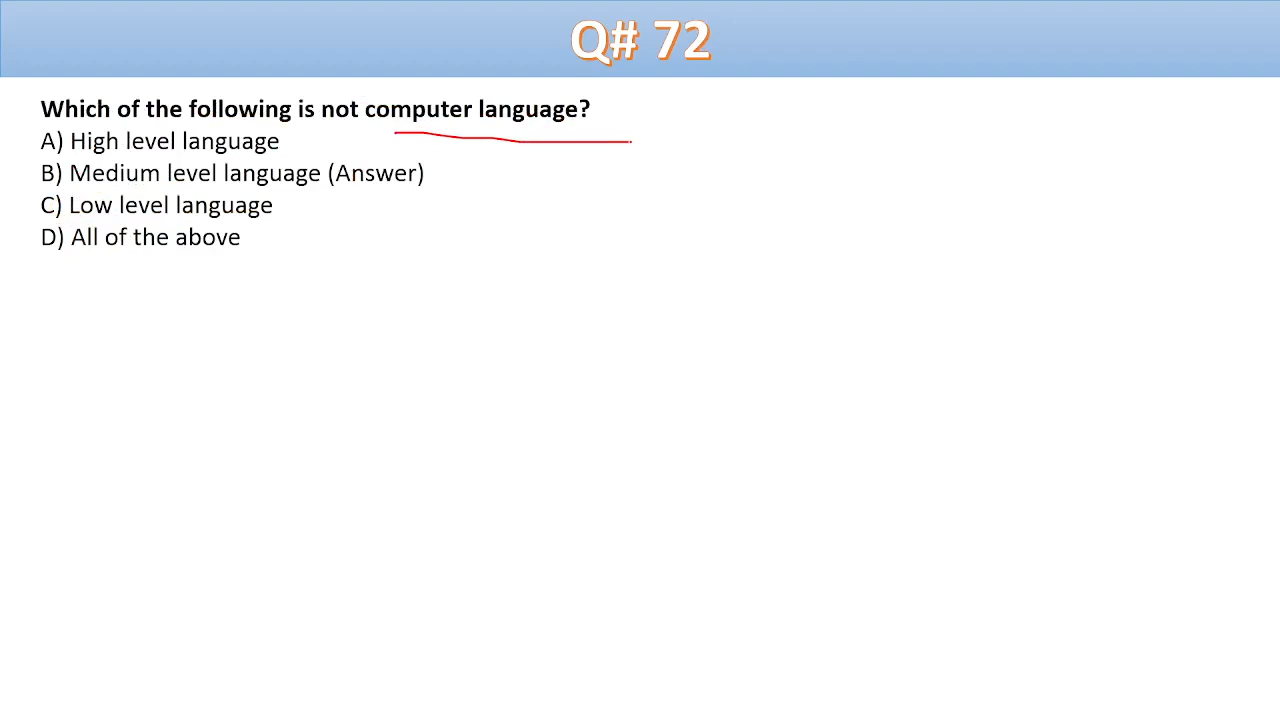 Q# 72
Which of the following is not computer language?
A) High level language
B) Medium level language (Answer)
C) Low level language
D) All of the above